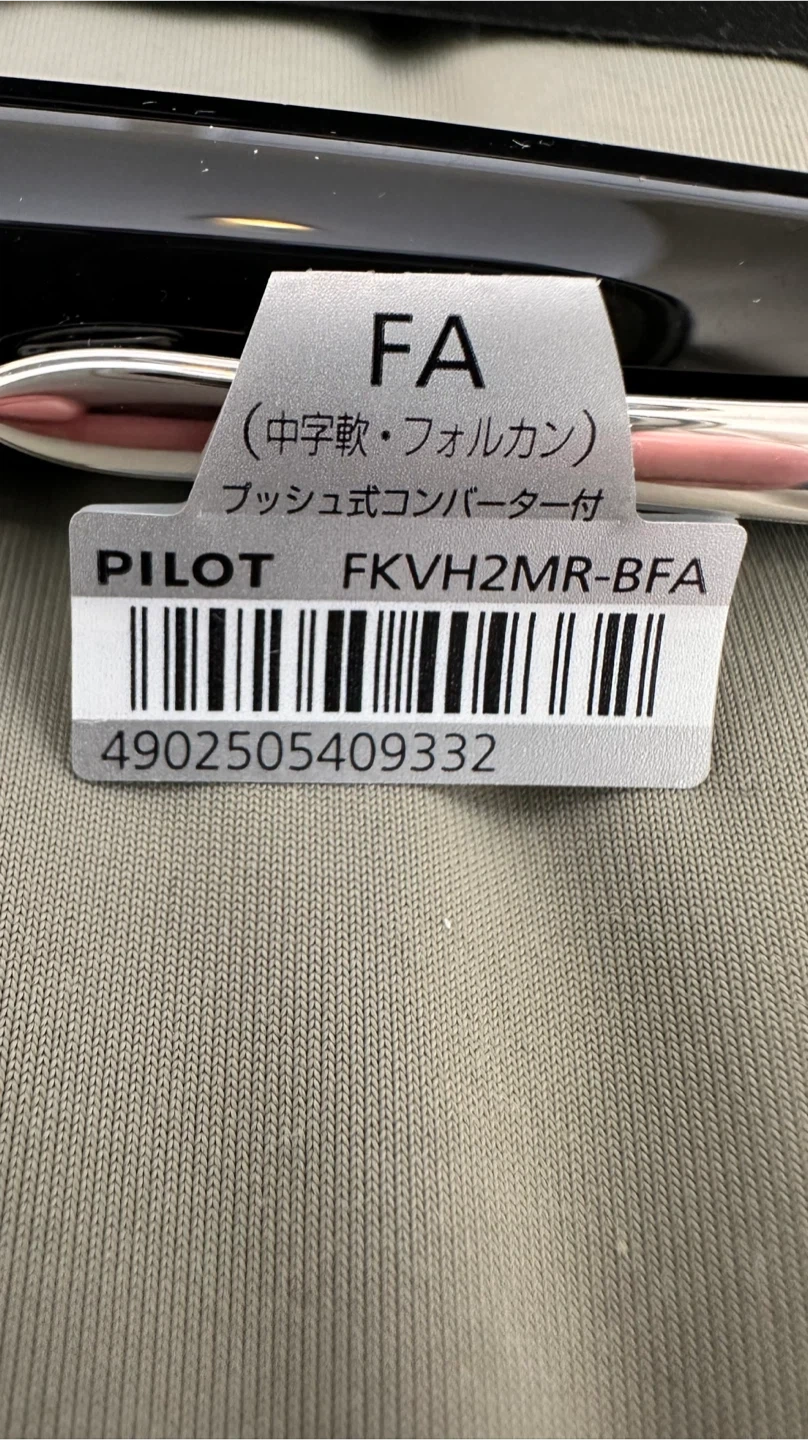 FA
(中字軟・フォルカン)
プッシュ式コンバーター付
PILOT FKVH2MR-BFA
4902505409332